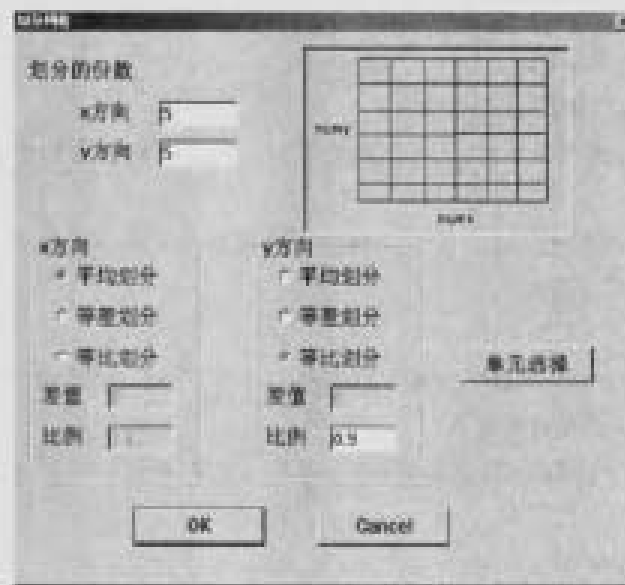 划分的份数
x方向 5
y方向 5
x方向
平均划分
等差划分
等比划分
差值
比例
y方向
平均划分
等差划分
等比划分
差值
比例 0.9
单元选择
OK
Cancel